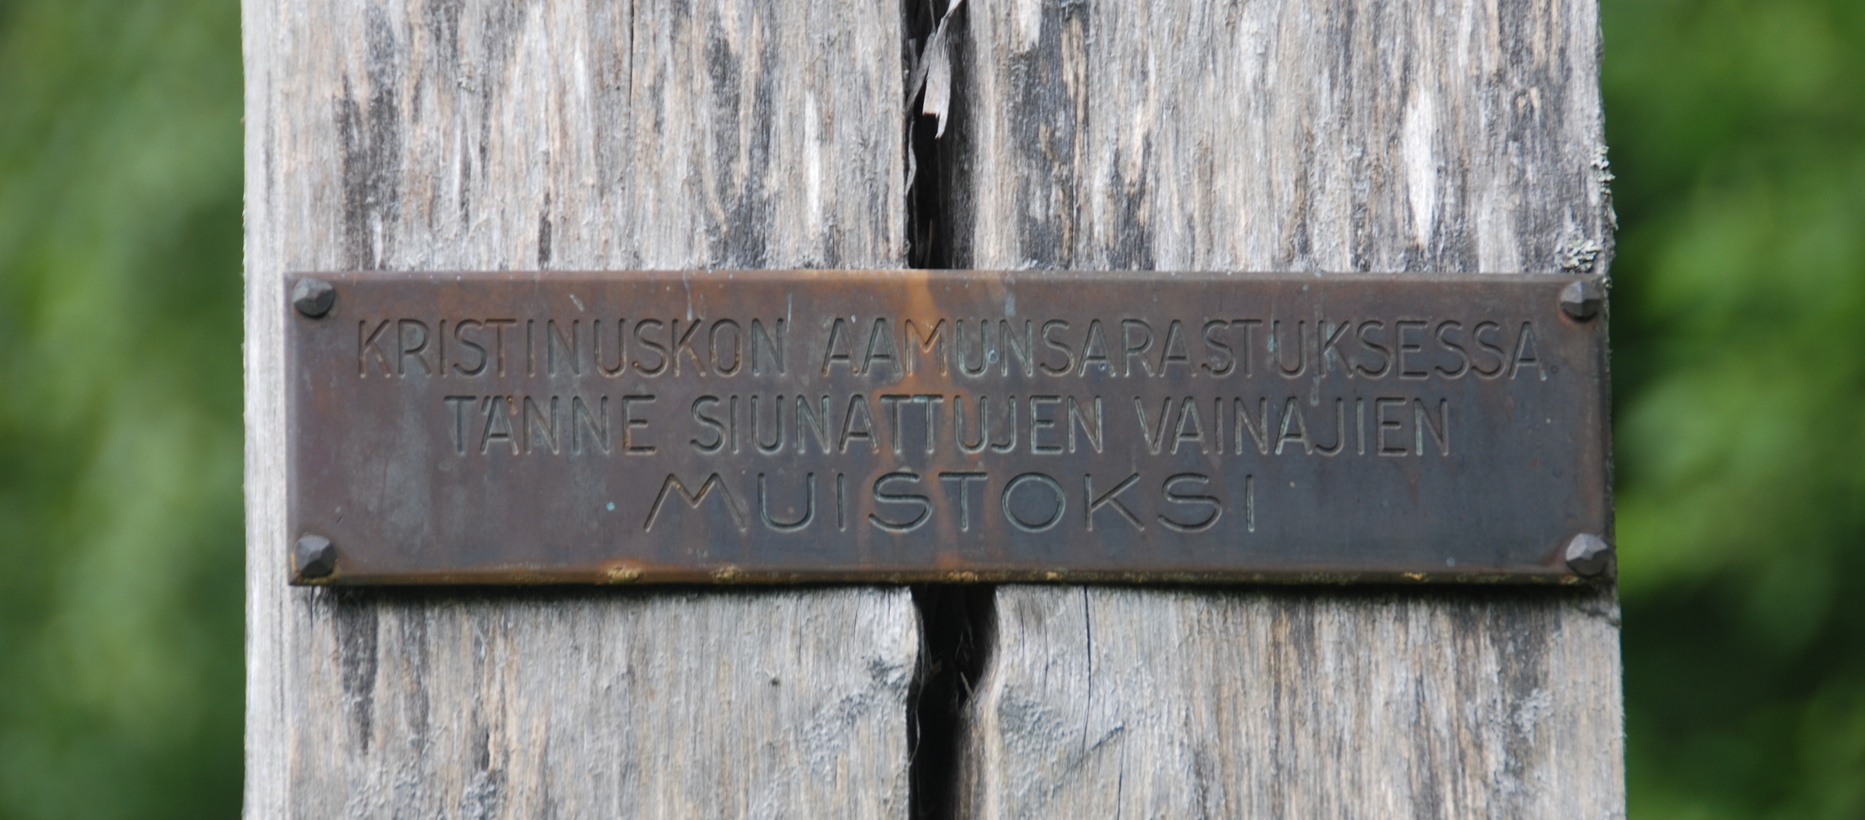 KRISTINUSKON AAMUNSARASTUKSESSA
TÄNNE SIUNATTUJEN VAINAJIEN
MUISTOKSI